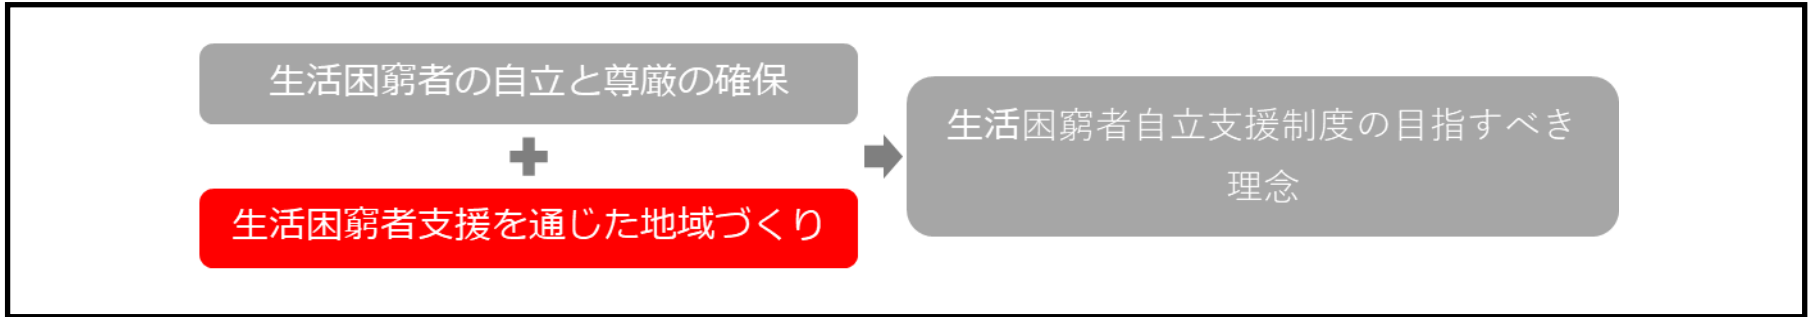 生活困窮者の自立と尊厳の確保
生活困窮者支援を通じた地域づくり
生活困窮者自立支援制度の目指すべき
理念